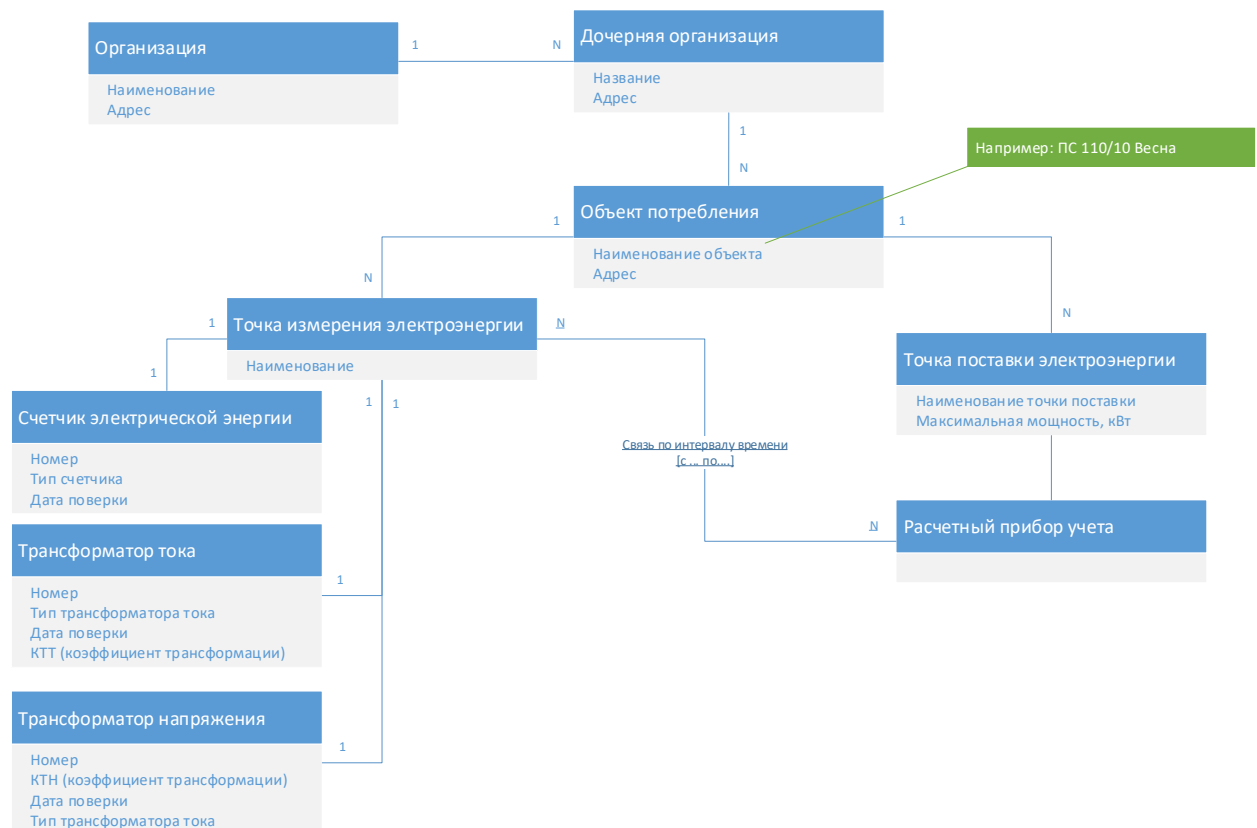 Организация
Наименование
Адрес
1
N
Дочерняя организация
Название
Адрес
1
N
Например: ПС 110/10 Весна
Объект потребления
Наименование объекта
Адрес
1
1
N
N
Точка измерения электроэнергии
Наименование
1
N
1
1
1
Точка поставки электроэнергии
Наименование точки поставки
Максимальная мощность, кВт
Счетчик электрической энергии
Номер
Тип счетчика
Дата поверки
Связь по интервалу времени
[с ... по....]
N
Расчетный прибор учета
Трансформатор тока
Номер
Тип трансформатора тока
Дата поверки
КТТ (коэффициент трансформации)
1
Трансформатор напряжения
Номер
КТН (коэффициент трансформации)
Дата поверки
Тип трансформатора тока
1